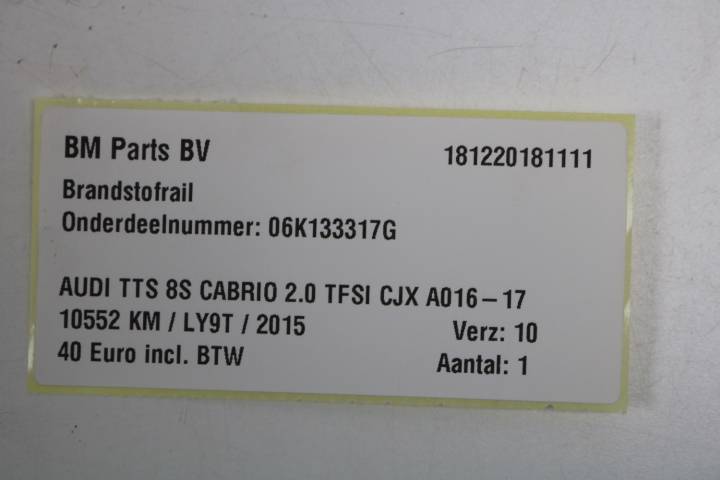 BM Parts BV 181220181111
Brandstofrail
Onderdeelnummer: 06K133317G
AUDI TTS 8S CABRIO 2.0 TFSI CJX A016-17
10552 KM / LY9T / 2015 Verz: 10
40 Euro incl. BTW Aantal: 1